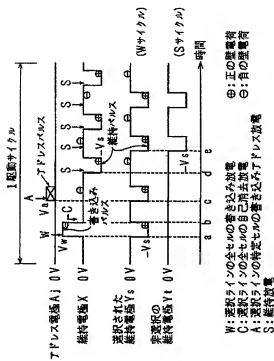 1駆動サイクル
W
A
アドレス電極Aj 0V
Va
アドレスパルス
維持電極X 0V
Vw
C
書き込みパルス
S
S
S
S
選択された維持電極Ys 0V
-Vs
-Vs
維持パルス
(Wサイクル)
非選択の維持電極Yt 0V
-Vs
(Sサイクル)
a
b
c
d
e
時間
W:選択ラインの全セルの書き込み放電
C:選択ラインの全セルの自己消去放電
A:選択ラインの特定セルの書き込みアドレス放電
S:維持放電
⊕:正の壁電荷
⊖:負の壁電荷